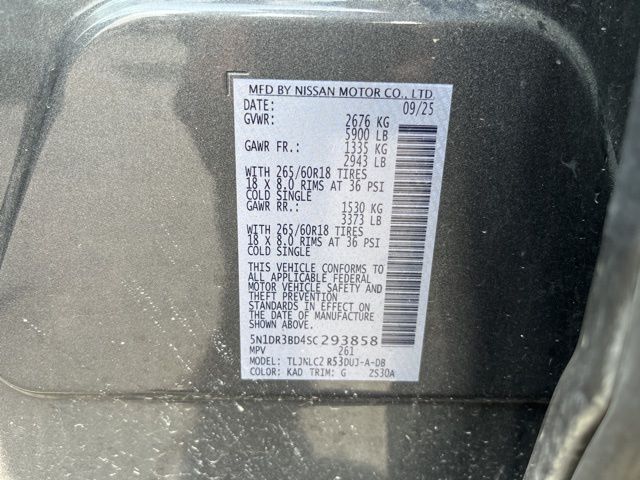 MFD BY NISSAN MOTOR CO., LTD.
DATE: 09/25
GVWR: 2676 KG
5900 LB
GAWR FR.: 1335 KG
2943 LB
WITH 265/60R18 TIRES
18 X 8.0 RIMS AT 36 PSI
COLD SINGLE
GAWR RR.: 1530 KG
3373 LB
WITH 265/60R18 TIRES
18 X 8.0 RIMS AT 36 PSI
COLD SINGLE
THIS VEHICLE CONFORMS TO
ALL APPLICABLE FEDERAL
MOTOR VEHICLE SAFETY AND
THEFT PREVENTION
STANDARDS IN EFFECT ON
THE DATE OF MANUFACTURE
SHOWN ABOVE.
5N1DR3BD4SC293858
MPV 261
MODEL: TLJNLC2 R53DUJ-A-DB
COLOR: KAD TRIM: G 2S30A